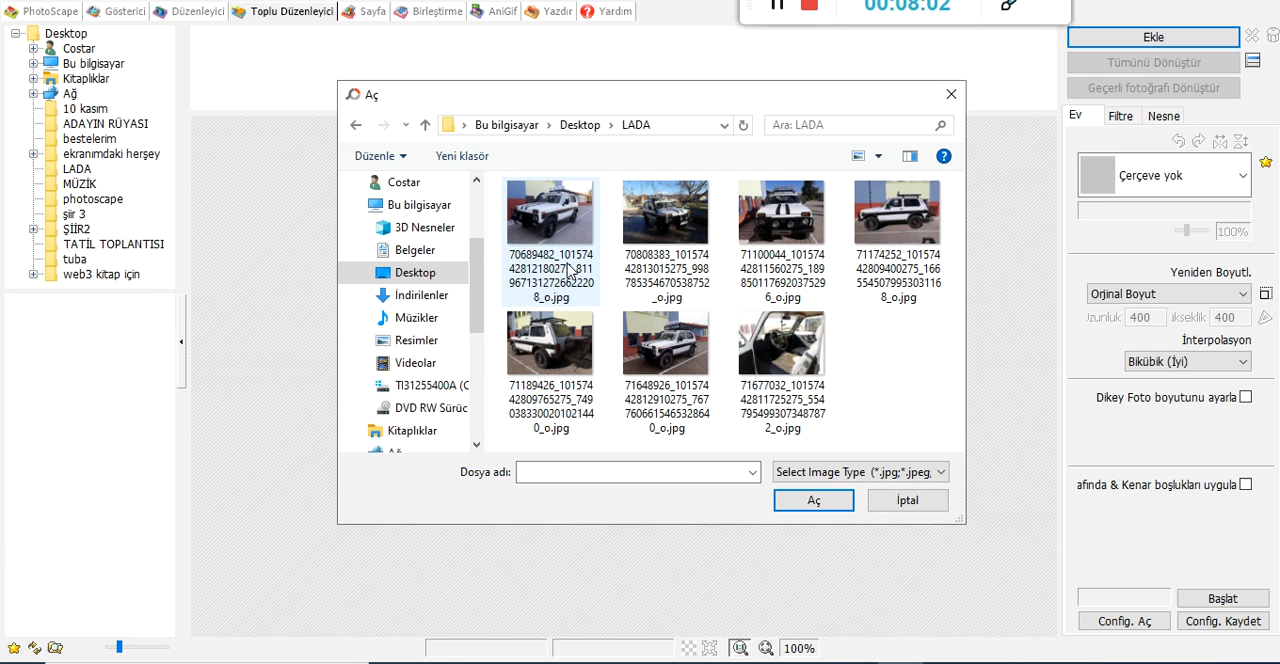 PhotoScape Gösterici Düzenleyici Toplu Düzenleyici Sayfa Birleştirme AniGif Yazdır Yardım
00:08:02
Desktop
Costar
Bu bilgisayar
Kitaplıklar
Ağ
10 kasım
ADAYIN RÜYASI
bestelerim
ekranımdaki herşey
LADA
MÜZİK
photoscape
şiir 3
ŞİİR2
TATİL TOPLANTISI
tuba
web3 kitap için
Aç
Bu bilgisayar > Desktop > LADA
Ara: LADA
Düzenle Yeni klasör
Costar
Bu bilgisayar
3D Nesneler
Belgeler
Desktop
İndirilenler
Müzikler
Resimler
Videolar
TI31255400A (C
DVD RW Sürüc
Kitaplıklar
70689482_101574
428121802
967131272662220
8_o.jpg
70808383_101574
42813015275_998
785354670538752
_o.jpg
71100044_101574
42811560275_189
850117692037529
6_o.jpg
71174252_101574
42809400275_166
554507995303116
8_o.jpg
71189426_101574
42809765275_749
038330020102144
0_o.jpg
71648926_101574
42812910275_767
760661546532864
0_o.jpg
71677032_101574
42811725275_554
795499307348787
2_o.jpg
Dosya adı:
Select Image Type (*.jpg;*.jpeg,
Aç İptal
Ekle
Tümünü Dönüştür
Geçerli fotoğrafı Dönüştür
Ev Filtre Nesne
Çerçeve yok
100%
Yeniden Boyutl.
Orjinal Boyut
Uzunluk 400 ikseklik 400
İnterpolasyon
Bikübik (İyi)
Dikey Foto boyutunu ayarla
afında & Kenar boşlukları uygula
Başlat
Config. Aç Config. Kaydet
100%